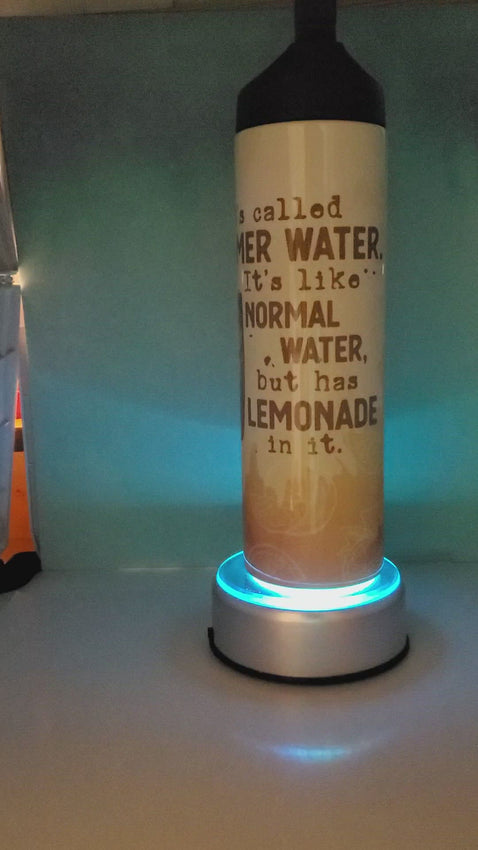 's called
MER WATER.
It's like
NORMAL
WATER,
but has
LEMONADE
in it.